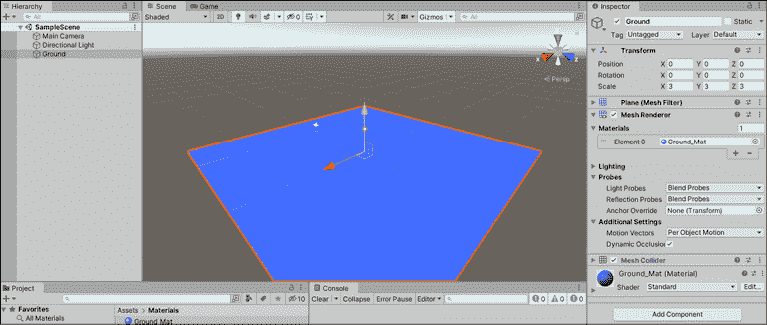 Hierarchy
All
SampleScene
Main Camera
Directional Light
Ground
Scene
Game
Shaded
2D
0
Gizmos
All
x
z
Persp
Inspector
Ground
Static
Tag Untagged
Layer Default
Transform
Position X 0 Y 0 Z 0
Rotation X 0 Y 0 Z 0
Scale X 3 Y 3 Z 3
Plane (Mesh Filter)
Mesh Renderer
Materials 1
Element 0 Ground_Mat
Lighting
Probes
Light Probes Blend Probes
Reflection Probes Blend Probes
Anchor Override None (Transform)
Additional Settings
Motion Vectors Per Object Motion
Dynamic Occlusion
Mesh Collider
Ground_Mat (Material)
Shader Standard Edit...
Add Component
Project
10
Favorites
All Materials
Assets > Materials
Ground_Mat
Console
Clear Collapse Error Pause Editor 0 0 0